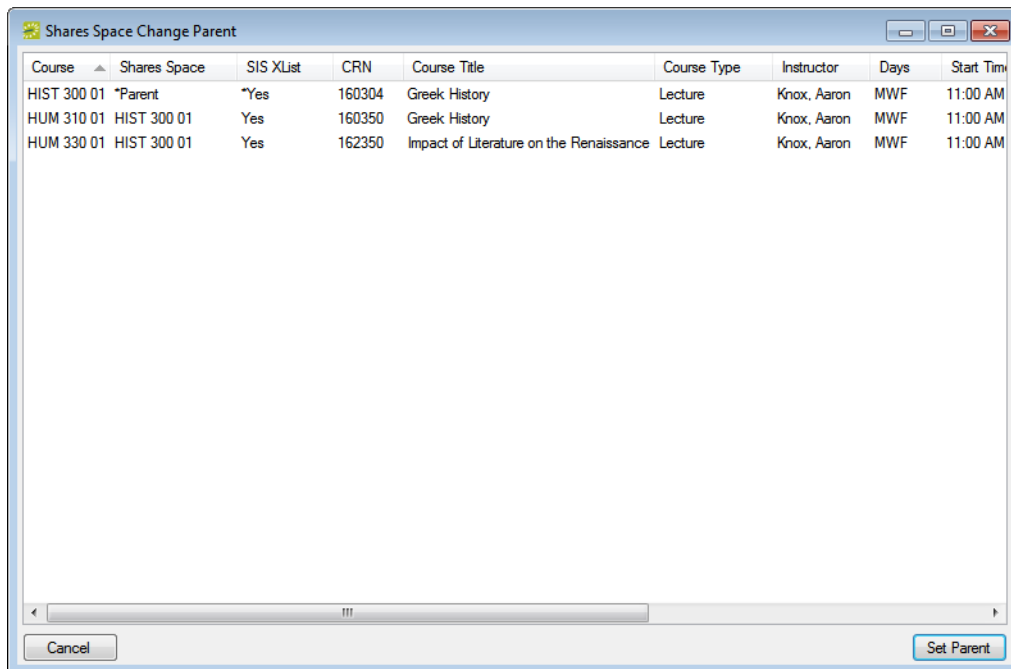 Shares Space Change Parent
Course Shares Space SIS XList CRN Course Title Course Type Instructor Days Start Tim
HIST 300 01 *Parent *Yes 160304 Greek History Lecture Knox, Aaron MWF 11:00 AM
HUM 310 01 HIST 300 01 Yes 160350 Greek History Lecture Knox, Aaron MWF 11:00 AM
HUM 330 01 HIST 300 01 Yes 162350 Impact of Literature on the Renaissance Lecture Knox, Aaron MWF 11:00 AM
Cancel Set Parent